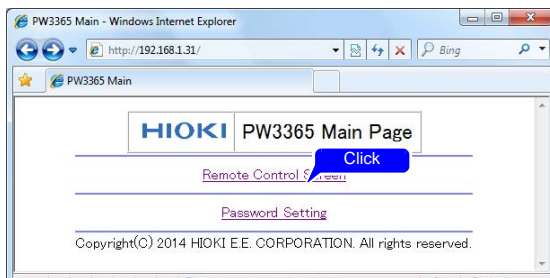 PW3365 Main - Windows Internet Explorer
http://192.168.1.31/
Bing
PW3365 Main
HIOKI PW3365 Main Page
Click
Remote Control Screen
Password Setting
Copyright(C) 2014 HIOKI E.E. CORPORATION. All rights reserved.